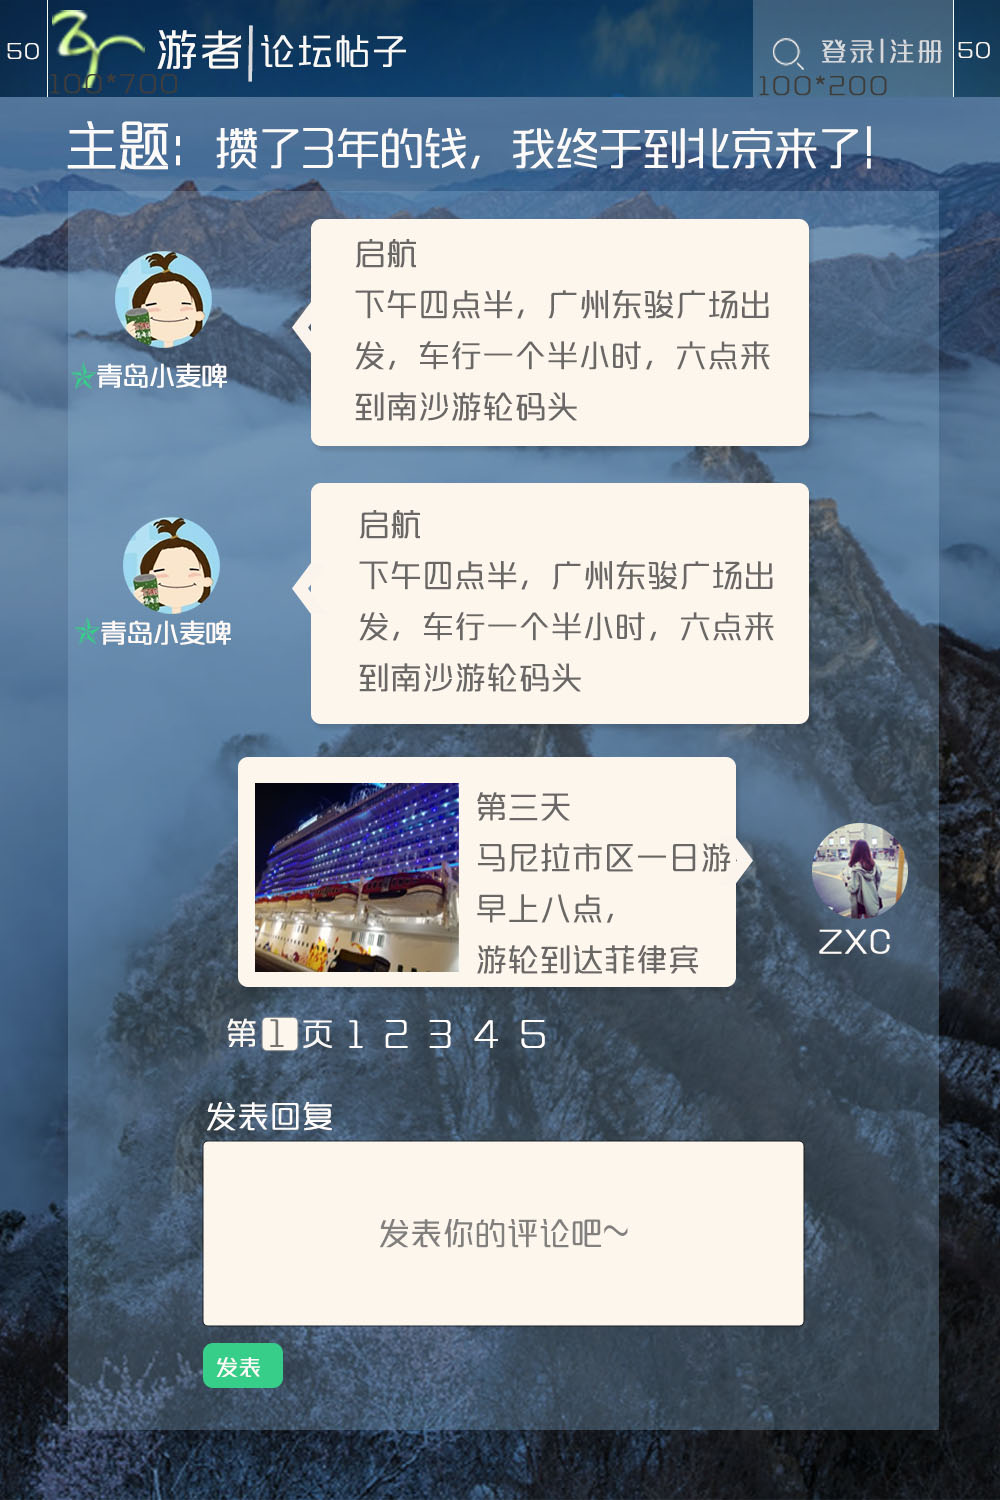 50
游者|论坛帖子
登录|注册
50
100*700
100*200
主题：攒了3年的钱，我终于到北京来了！
启航
下午四点半，广州东骏广场出
发，车行一个半小时，六点来
到南沙游轮码头
青岛小麦啤
启航
下午四点半，广州东骏广场出
发，车行一个半小时，六点来
到南沙游轮码头
青岛小麦啤
第三天
马尼拉市区一日游
早上八点，
游轮到达菲律宾
ZXC
第1页 1 2 3 4 5
发表回复
发表你的评论吧~
发表